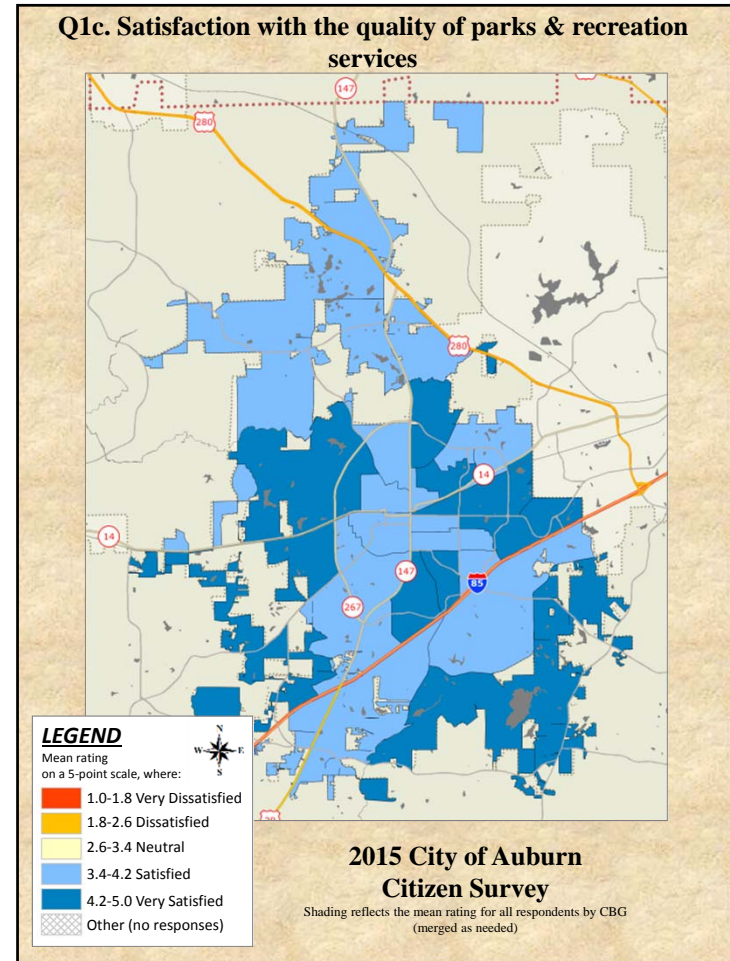 Q1c. Satisfaction with the quality of parks & recreation
services
147
280
280
14
14
147
85
267
LEGEND
N
W
E
S
Mean rating
on a 5-point scale, where:
1.0-1.8 Very Dissatisfied
1.8-2.6 Dissatisfied
2.6-3.4 Neutral
3.4-4.2 Satisfied
4.2-5.0 Very Satisfied
Other (no responses)
2015 City of Auburn
Citizen Survey
Shading reflects the mean rating for all respondents by CBG
(merged as needed)